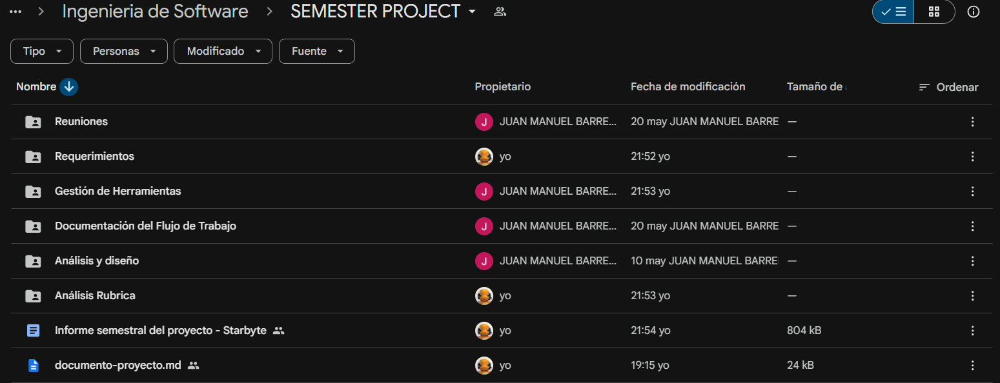 Ingenieria de Software > SEMESTER PROJECT
Tipo Personas Modificado Fuente
Nombre Propietario Fecha de modificación Tamaño de Ordenar
Reuniones J JUAN MANUEL BARRE... 20 may JUAN MANUEL BARRE —
Requerimientos yo 21:52 yo —
Gestión de Herramientas J JUAN MANUEL BARRE... 21:53 yo —
Documentación del Flujo de Trabajo J JUAN MANUEL BARRE... 20 may JUAN MANUEL BARRE —
Análisis y diseño J JUAN MANUEL BARRE... 10 may JUAN MANUEL BARRE —
Análisis Rubrica yo 21:53 yo —
Informe semestral del proyecto - Starbyte yo 21:54 yo 804 kB
documento-proyecto.md yo 19:15 yo 24 kB